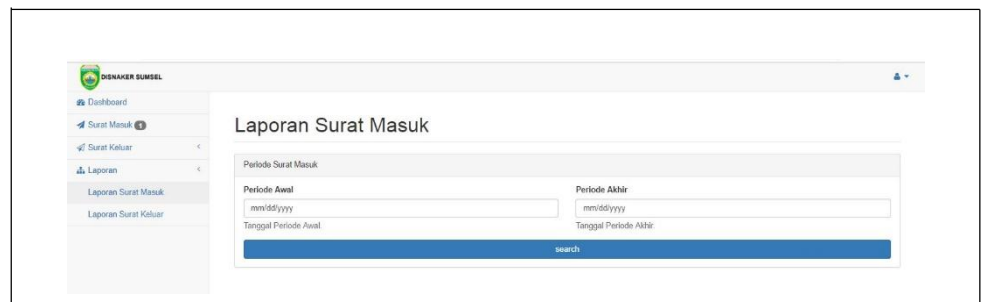 DISNAKER SUMSEL
Dashboard
Surat Masuk 1
Surat Keluar
Laporan
Laporan Surat Masuk
Laporan Surat Keluar
Laporan Surat Masuk
Periode Surat Masuk
Periode Awal
Periode Akhir
mm/dd/yyyy
mm/dd/yyyy
Tanggal Periode Awal.
Tanggal Periode Akhir.
search